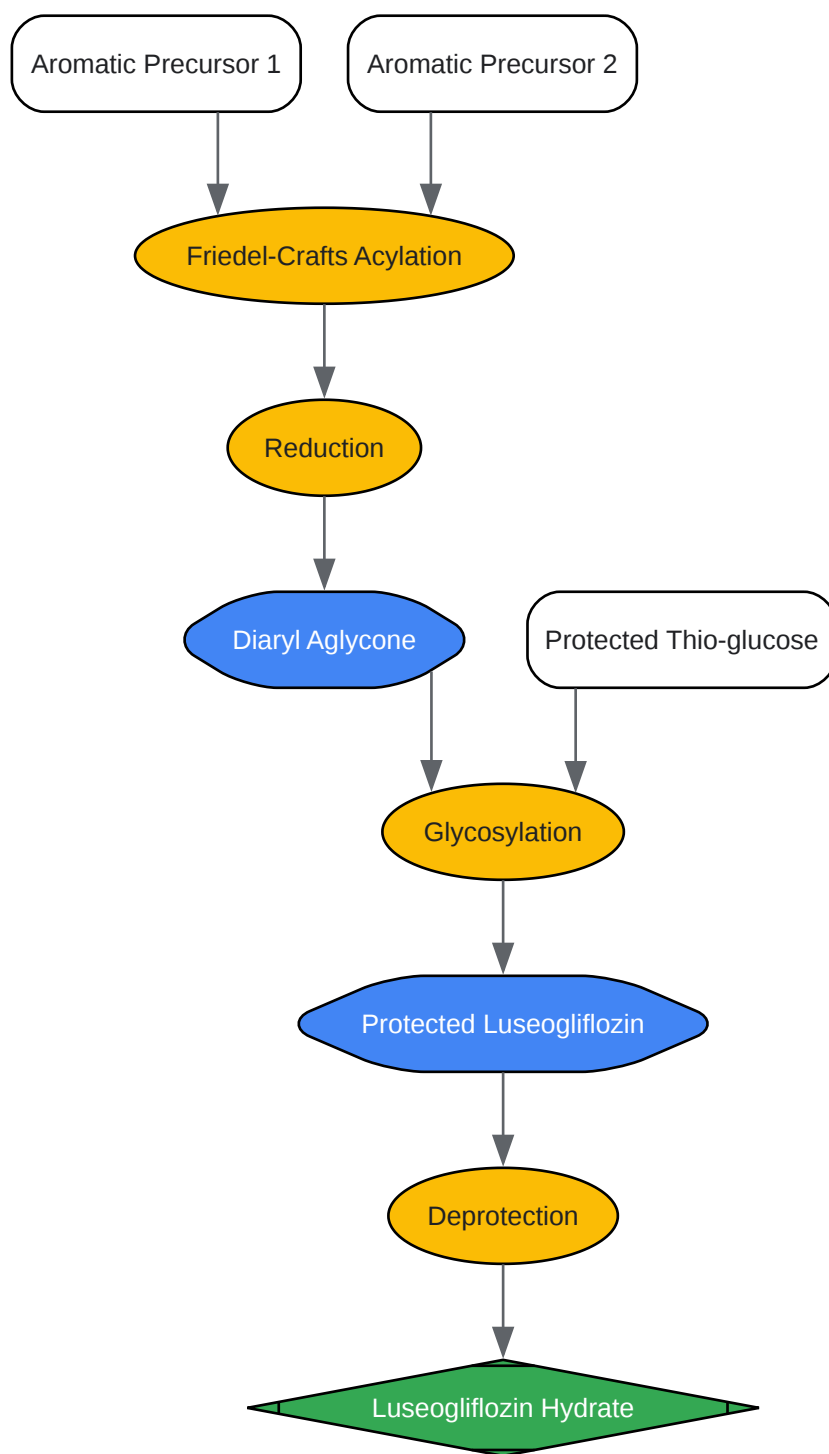 Aromatic Precursor 1
Aromatic Precursor 2
Friedel-Crafts Acylation
Reduction
Diaryl Aglycone
Protected Thio-glucose
Glycosylation
Protected Luseogliflozin
Deprotection
Luseogliflozin Hydrate